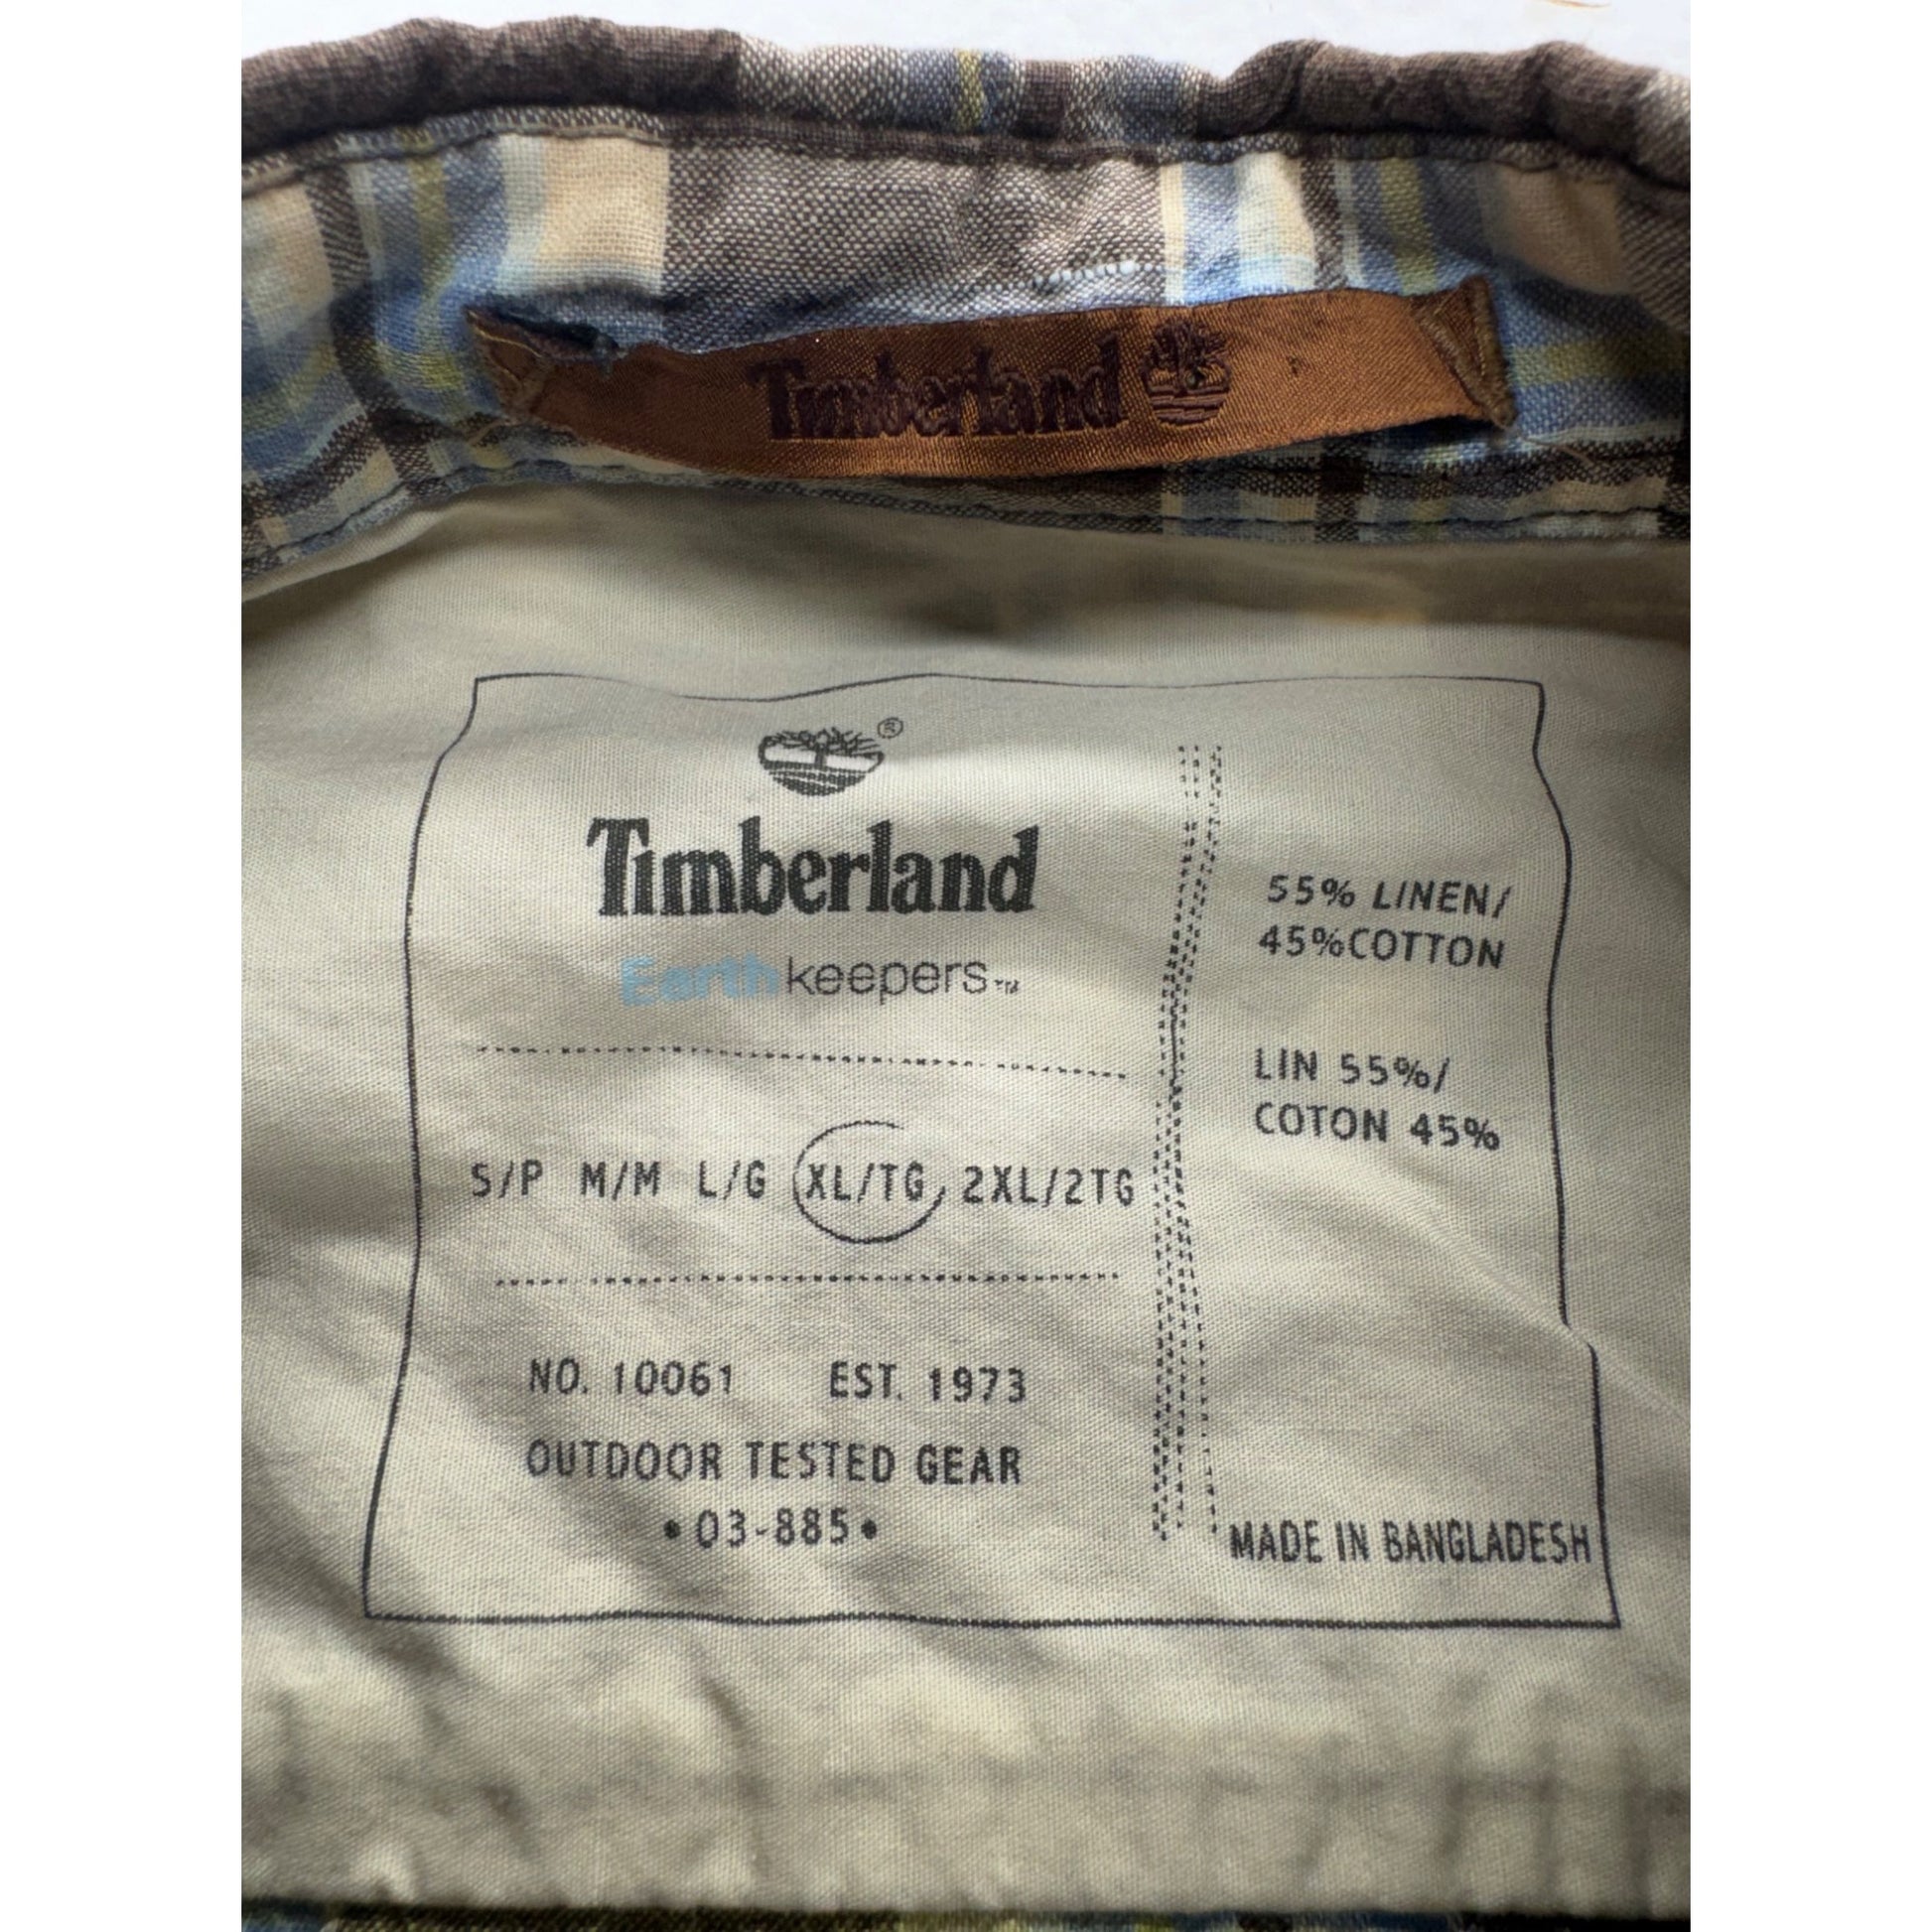 Timberland
®
Timberland
Earthkeepers™
S/P M/M L/G XL/TG 2XL/2TG
NO. 10061 EST. 1973
OUTDOOR TESTED GEAR
•03-885•
55% LINEN/
45%COTTON
LIN 55%/
COTON 45%
MADE IN BANGLADESH